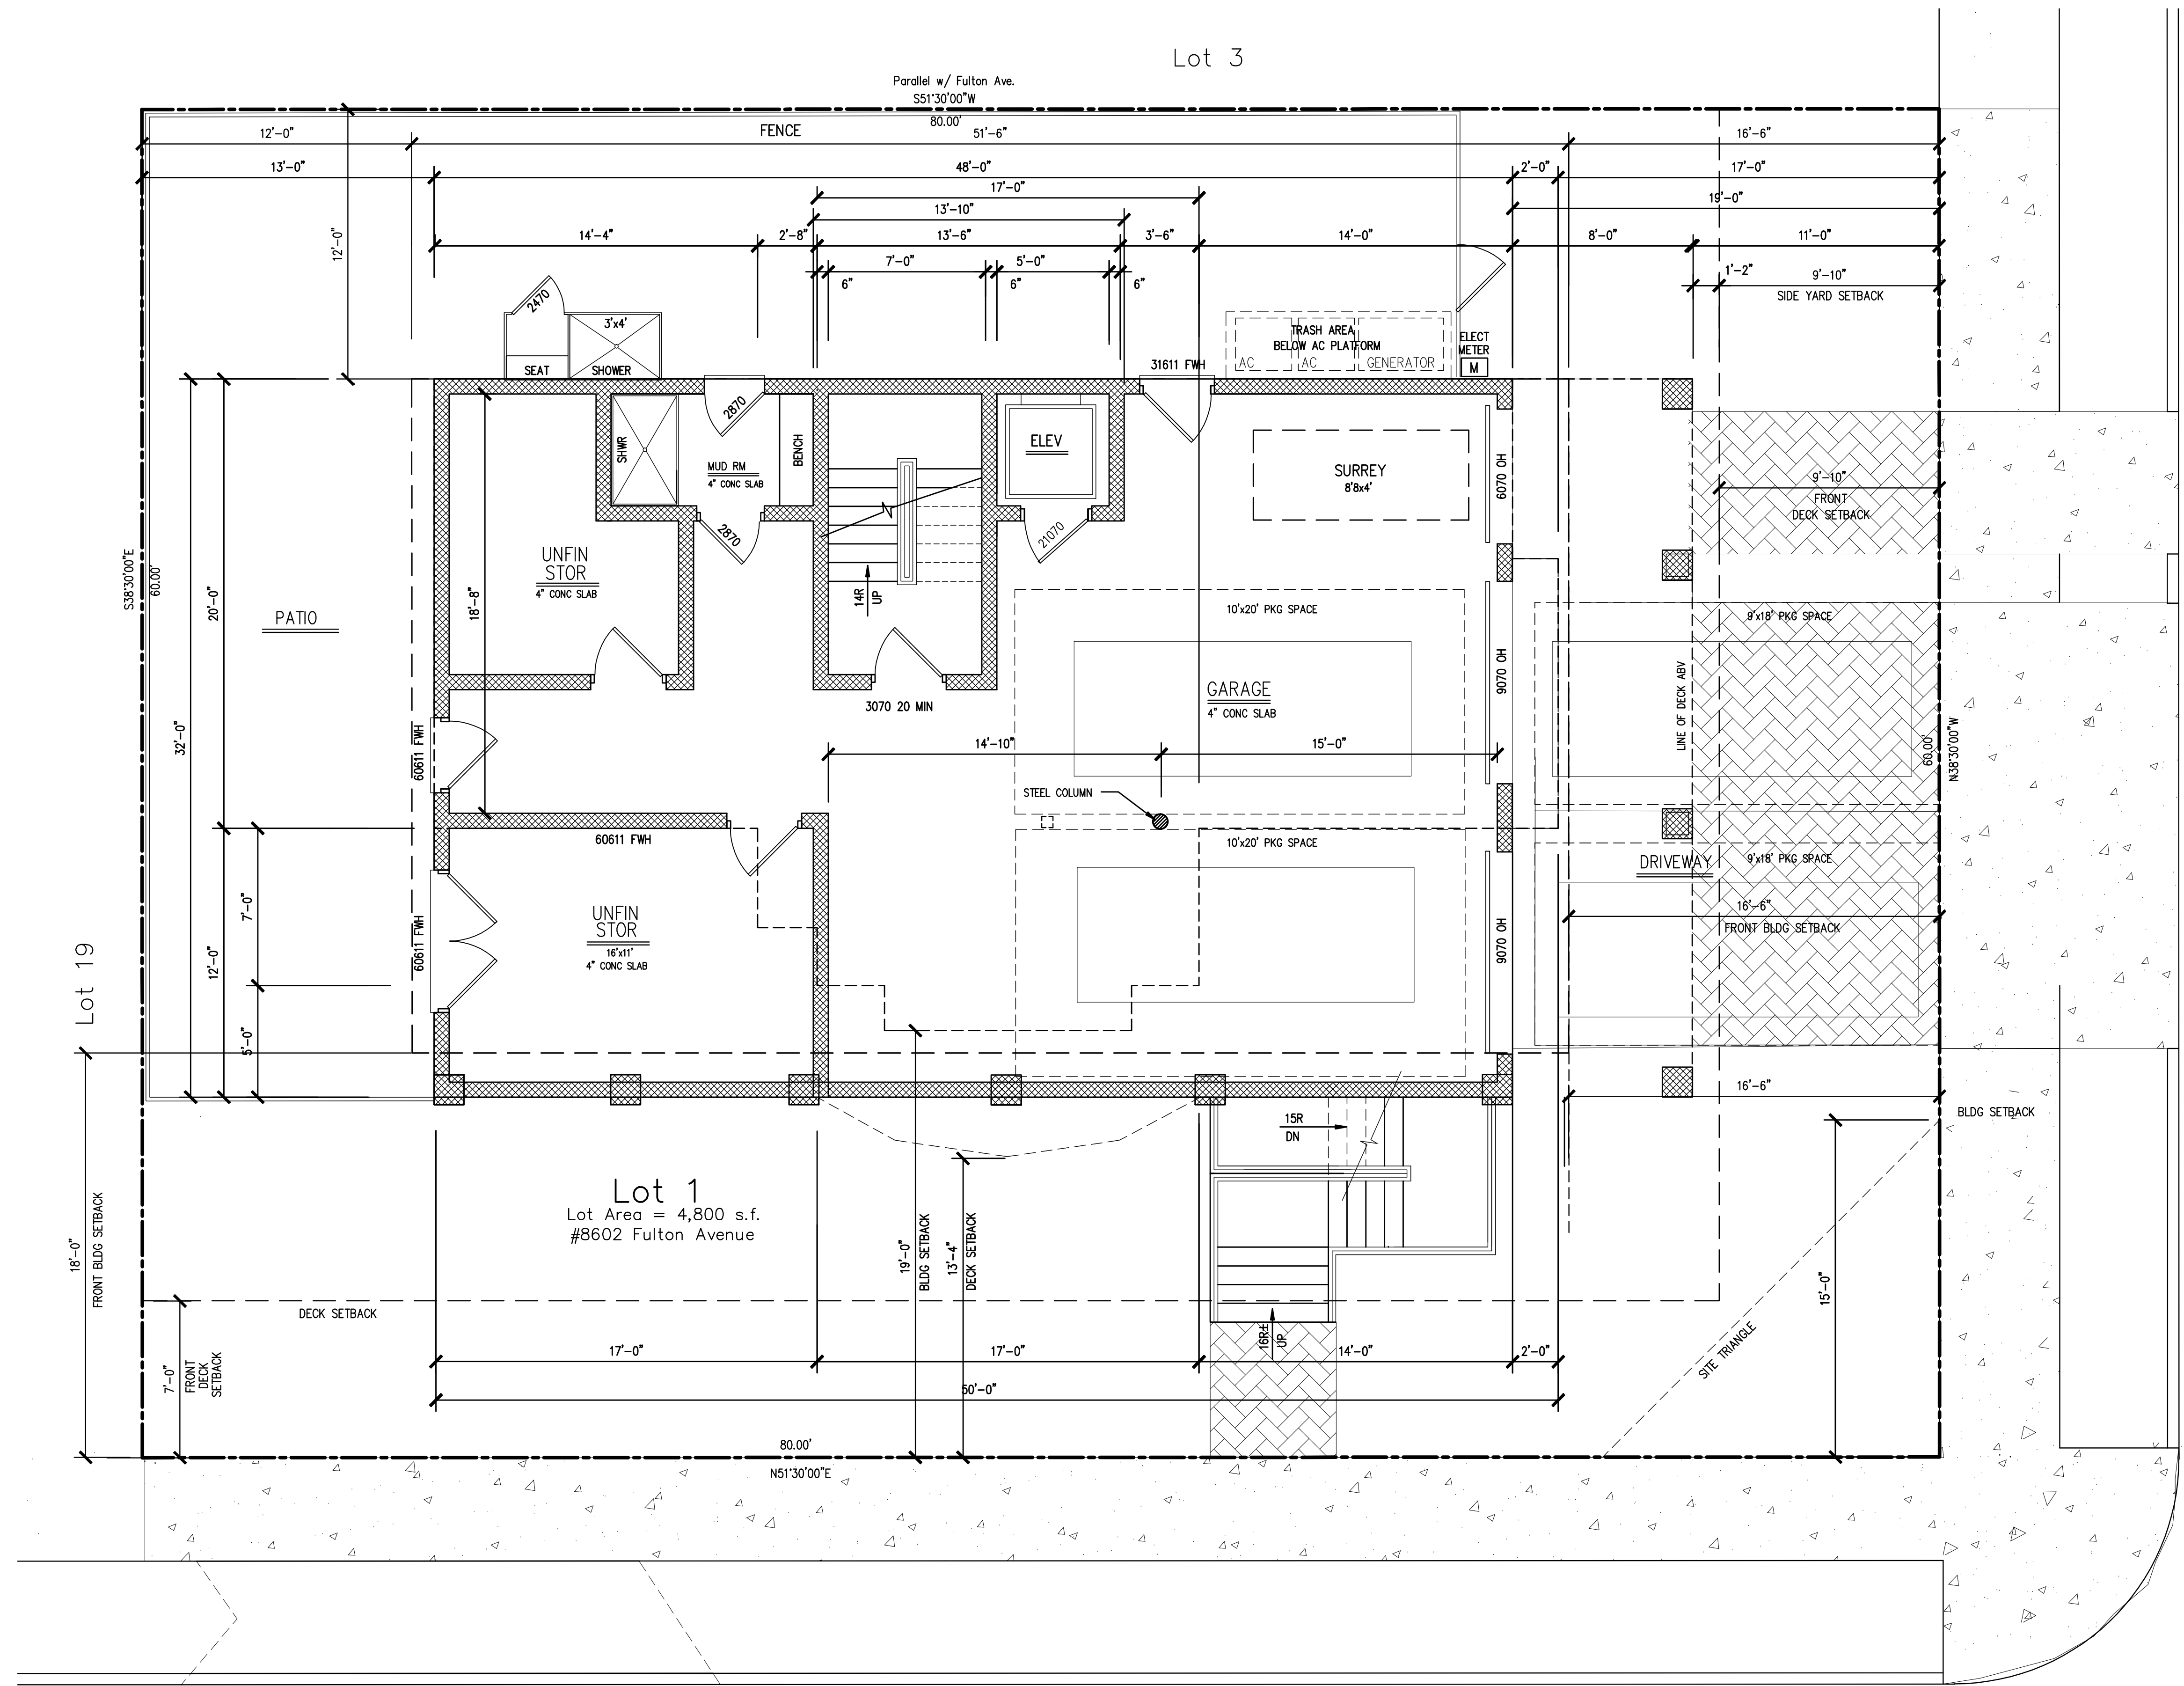 Lot 3
Parallel w/ Fulton Ave.
S51°30'00"W
80.00'
12'-0"
FENCE
51'-6"
16'-6"
13'-0"
48'-0"
2'-0"
17'-0"
17'-0"
19'-0"
13'-10"
12'-0"
14'-4"
2'-8"
13'-6"
3'-6"
14'-0"
8'-0"
11'-0"
7'-0"
5'-0"
6"
6"
6"
1'-2"
9'-10"
SIDE YARD SETBACK
2470
3'x4'
SEAT
SHOWER
TRASH AREA
BELOW AC PLATFORM
AC
AC
GENERATOR
ELECT
METER
M
31611 FWH
2870
SHWR
MUD RM
4" CONC SLAB
BENCH
ELEV
SURREY
8'8x4'
6070 OH
9'-10"
FRONT
DECK SETBACK
2870
21070
S38°30'00"E
60.00'
UNFIN
STOR
4" CONC SLAB
18'-8"
20'-0"
PATIO
14R
UP
10'x20' PKG SPACE
9'x18' PKG SPACE
32'-0"
GARAGE
4" CONC SLAB
9070 OH
LINE OF DECK ABV
3070 20 MIN
60611 FWH
14'-10"
15'-0"
60.00'
N38°30'00"W
STEEL COLUMN
60611 FWH
10'x20' PKG SPACE
DRIVEWAY
9'x18' PKG SPACE
7'-0"
12'-0"
5'-0"
60611 FWH
UNFIN
STOR
16'x11'
4" CONC SLAB
9070 OH
16'-6"
FRONT BLDG SETBACK
Lot 19
16'-6"
BLDG SETBACK
15R
DN
Lot 1
Lot Area = 4,800 s.f.
#8602 Fulton Avenue
18'-0"
FRONT BLDG SETBACK
19'-0"
BLDG SETBACK
13'-4"
DECK SETBACK
15'-0"
DECK SETBACK
7'-0"
FRONT
DECK
SETBACK
16R±
UP
SITE TRIANGLE
17'-0"
17'-0"
14'-0"
2'-0"
50'-0"
80.00'
N51°30'00"E